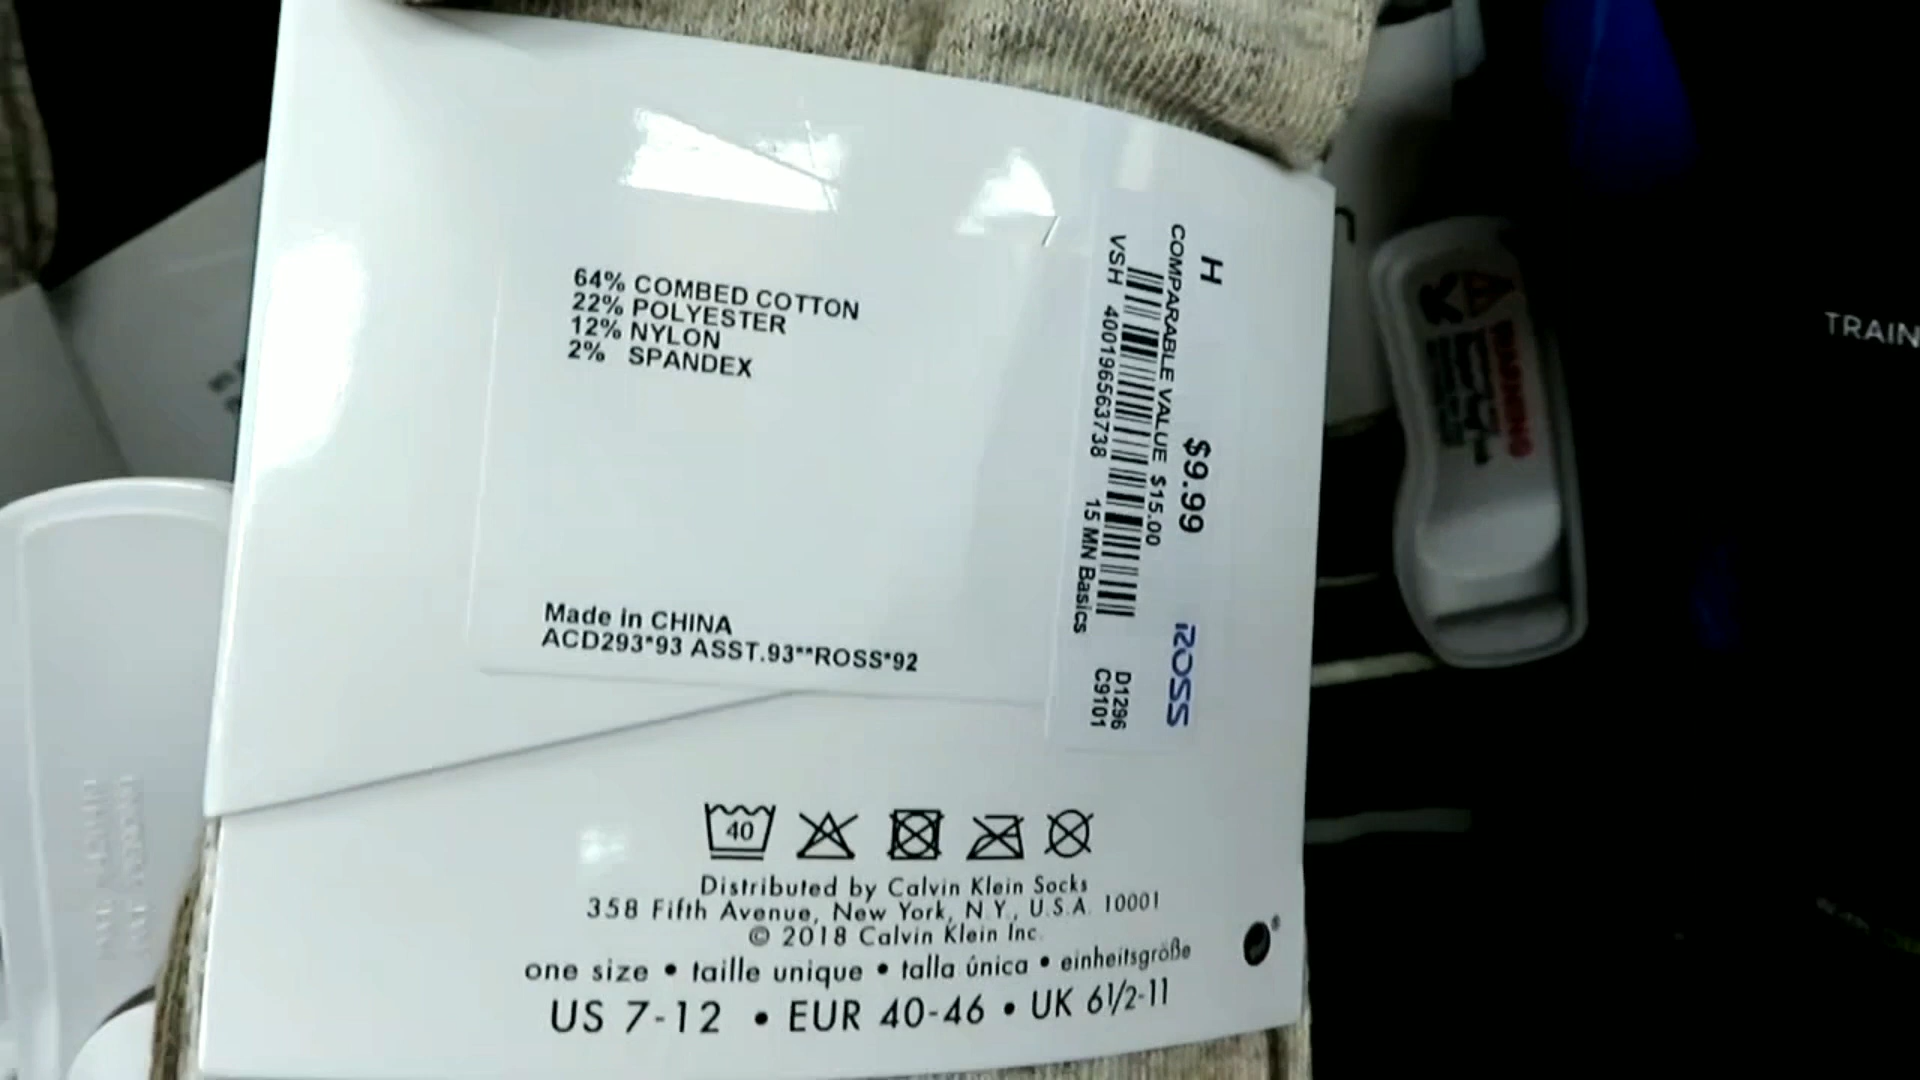 64% COMBED COTTON
22% POLYESTER
12% NYLON
2% SPANDEX
Made in CHINA
ACD293*93 ASST.93**ROSS*92
H
$9.99
ROSS
COMPARABLE VALUE $15.00
VSH 400196563738 15 MN Basics
D1296
C9101
40
Distributed by Calvin Klein Socks
358 Fifth Avenue, New York, N.Y., U.S.A. 10001
© 2018 Calvin Klein Inc.
one size • taille unique • talla única • einheitsgröße
US 7-12 • EUR 40-46 • UK 6½-11
WARNING
TRAIN